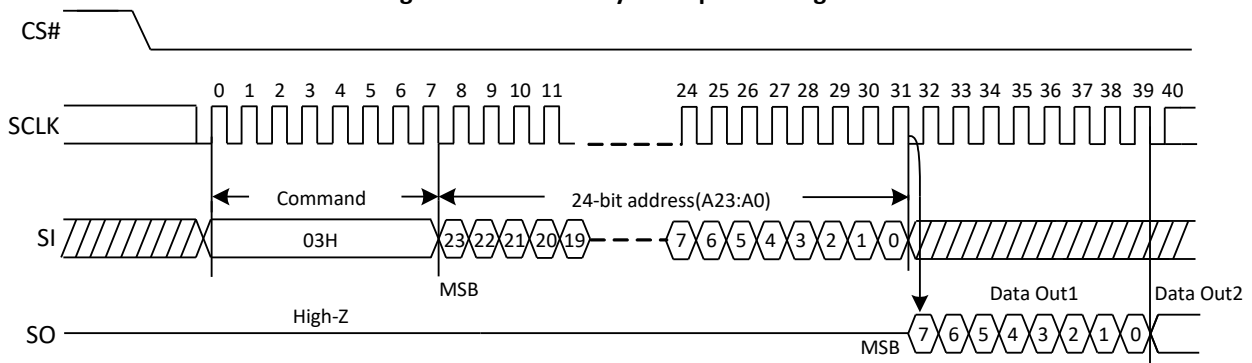 CS#
0 1 2 3 4 5 6 7 8 9 10 11 24 25 26 27 28 29 30 31 32 33 34 35 36 37 38 39 40
SCLK
Command 24-bit address(A23:A0)
SI 03H 23 22 21 20 19 7 6 5 4 3 2 1 0
MSB Data Out1 Data Out2
High-Z
SO 7 6 5 4 3 2 1 0
MSB